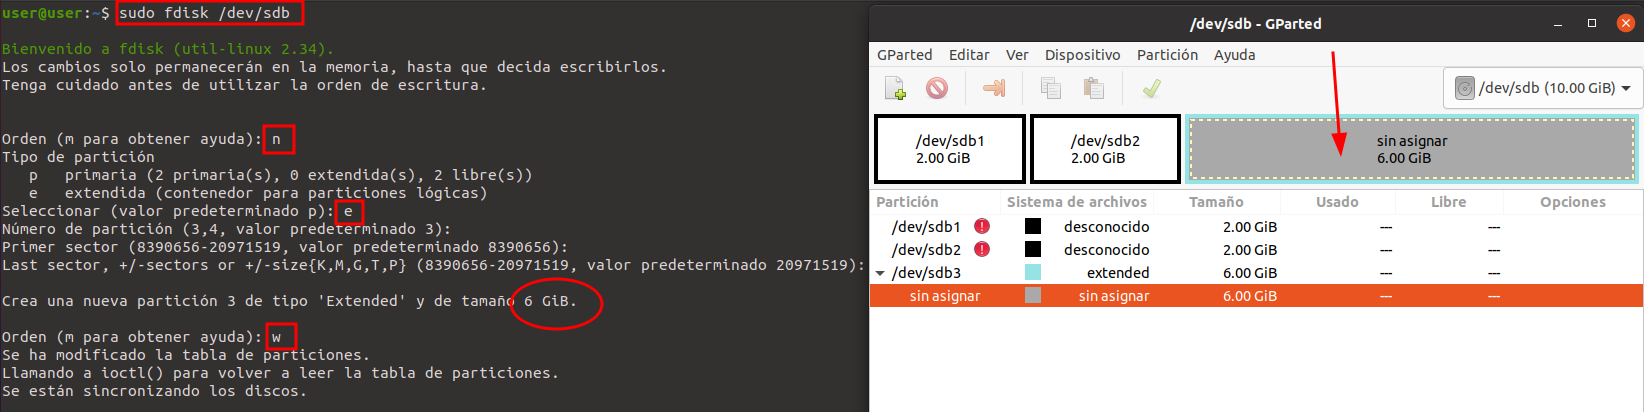 user@user:~$ sudo fdisk /dev/sdb
Bienvenido a fdisk (util-linux 2.34).
Los cambios solo permanecerán en la memoria, hasta que decida escribirlos.
Tenga cuidado antes de utilizar la orden de escritura.
Orden (m para obtener ayuda): n
Tipo de partición
p   primaria (2 primaria(s), 0 extendida(s), 2 libre(s))
e   extendida (contenedor para particiones lógicas)
Seleccionar (valor predeterminado p): e
Número de partición (3,4, valor predeterminado 3):
Primer sector (8390656-20971519, valor predeterminado 8390656):
Last sector, +/-sectors or +/-size{K,M,G,T,P} (8390656-20971519, valor predeterminado 20971519):
Crea una nueva partición 3 de tipo 'Extended' y de tamaño 6 GiB.
Orden (m para obtener ayuda): w
Se ha modificado la tabla de particiones.
Llamando a ioctl() para volver a leer la tabla de particiones.
Se están sincronizando los discos.
/dev/sdb - GParted
GParted Editar Ver Dispositivo Partición Ayuda
/dev/sdb (10.00 GiB)
/dev/sdb1
2.00 GiB
/dev/sdb2
2.00 GiB
sin asignar
6.00 GiB
Partición Sistema de archivos Tamaño Usado Libre Opciones
/dev/sdb1 desconocido 2.00 GiB --- ---
/dev/sdb2 desconocido 2.00 GiB --- ---
/dev/sdb3 extended 6.00 GiB --- ---
sin asignar sin asignar 6.00 GiB --- ---